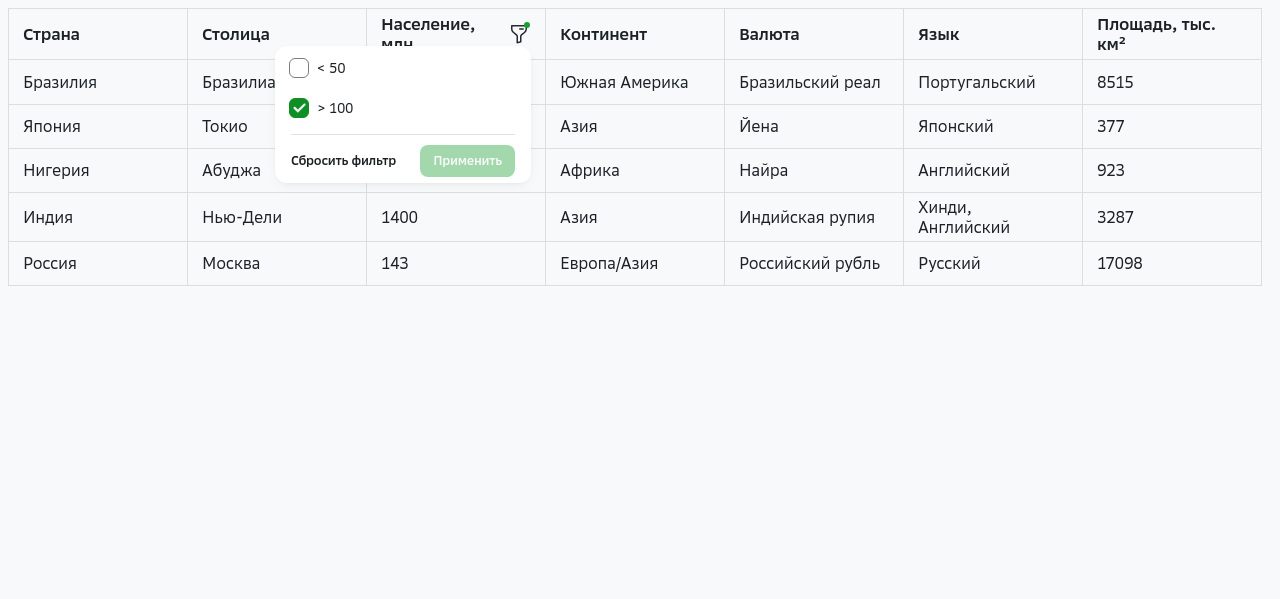 Страна Столица Население, млн Континент Валюта Язык Площадь, тыс. км²
< 50
> 100
Сбросить фильтр Применить
Бразилия Бразилиа Южная Америка Бразильский реал Португальский 8515
Япония Токио Азия Йена Японский 377
Нигерия Абуджа Африка Найра Английский 923
Индия Нью-Дели 1400 Азия Индийская рупия Хинди, Английский 3287
Россия Москва 143 Европа/Азия Российский рубль Русский 17098